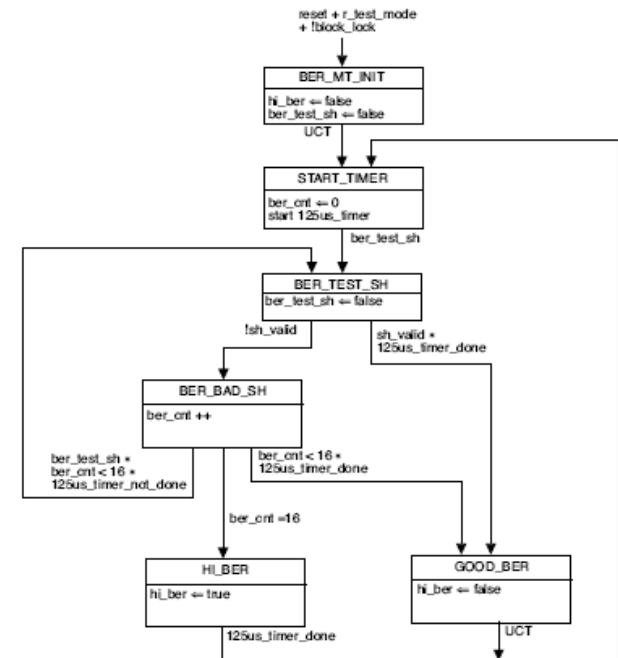 reset + r_test_mode
+ !block_lock
BER_MT_INIT
hi_ber ⇐ false
ber_test_sh ⇐ false
UCT
START_TIMER
ber_cnt ⇐ 0
start 125us_timer
ber_test_sh
BER_TEST_SH
ber_test_sh ⇐ false
!sh_valid
sh_valid *
125us_timer_done
BER_BAD_SH
ber_cnt ++
ber_test_sh *
ber_cnt < 16 *
125us_timer_not_done
ber_cnt < 16 *
125us_timer_done
ber_cnt =16
HI_BER
hi_ber ⇐ true
GOOD_BER
hi_ber ⇐ false
125us_timer_done
UCT